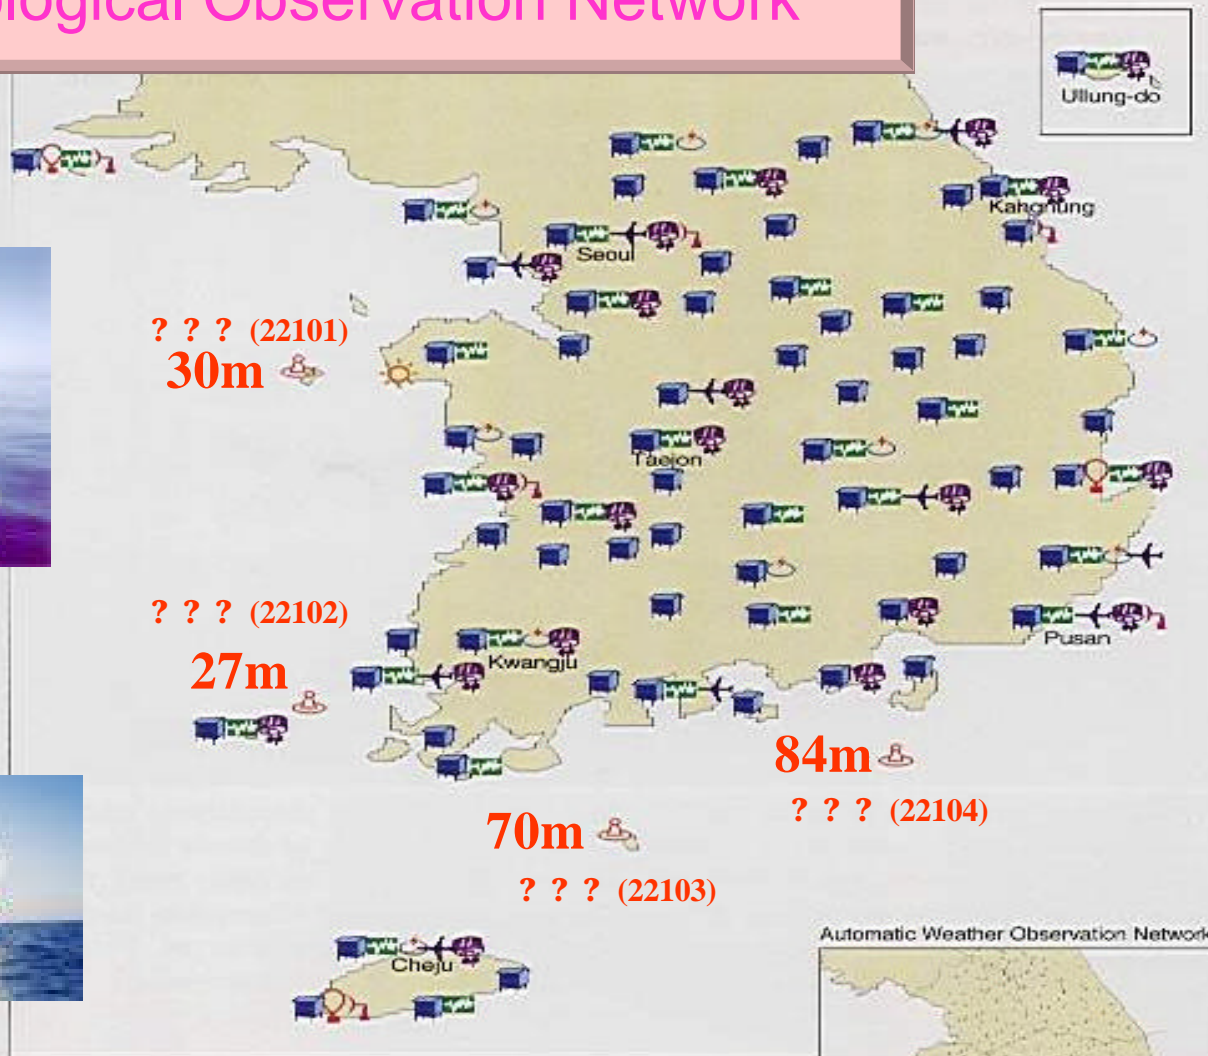 ological Observation Network
Ullung-do
Kahgnung
Seoul
? ? ? (22101)
30m
Taejon
? ? ? (22102)
27m
Kwangju
Pusan
84m
? ? ? (22104)
70m
? ? ? (22103)
Automatic Weather Observation Network
Cheju